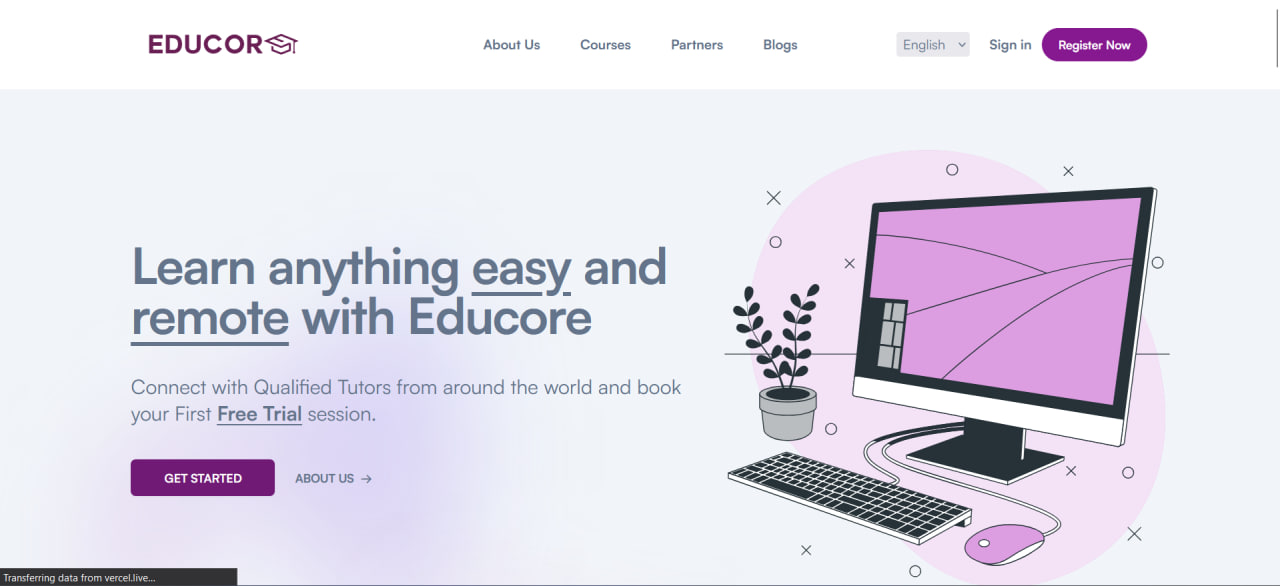 EDUCOR
About Us
Courses
Partners
Blogs
English
Sign in
Register Now
Learn anything easy and
remote with Educore
Connect with Qualified Tutors from around the world and book
your First Free Trial session.
GET STARTED
ABOUT US →
Transferring data from vercel.live...